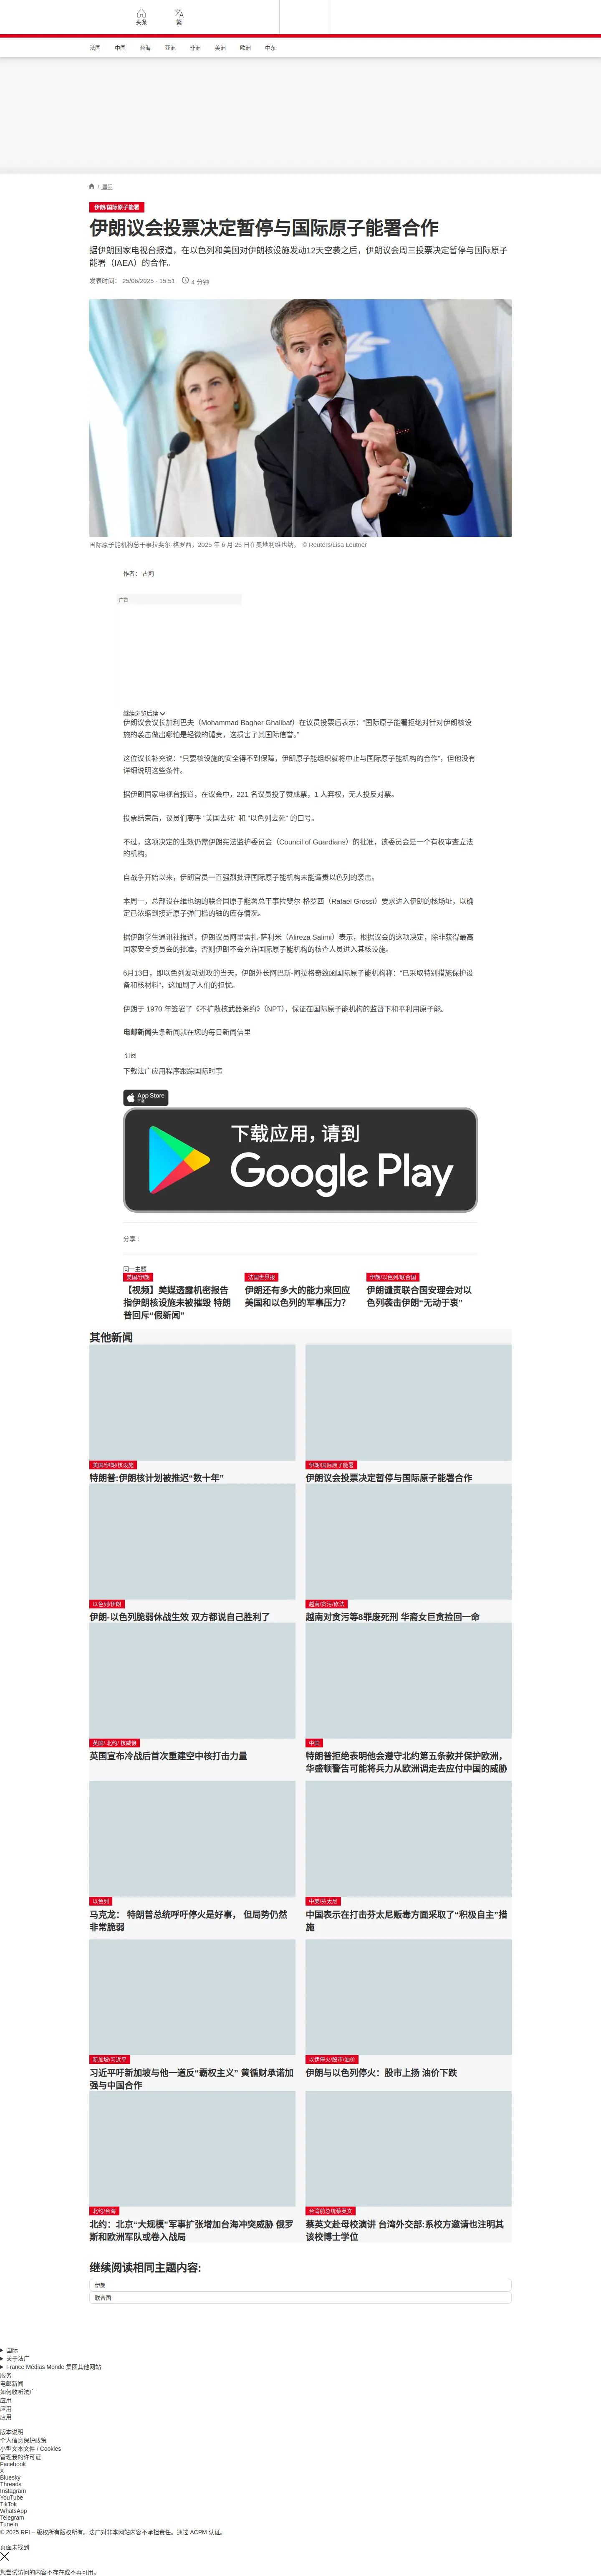 头条
繁
法国 中国 台海 亚洲 非洲 美洲 欧洲 中东
/ 国际
伊朗/国际原子能署
伊朗议会投票决定暂停与国际原子能署合作
据伊朗国家电视台报道，在以色列和美国对伊朗核设施发动12天空袭之后，伊朗议会周三投票决定暂停与国际原子
能署（IAEA）的合作。
发表时间： 25/06/2025 - 15:51 4 分钟
国际原子能机构总干事拉斐尔·格罗西，2025 年 6 月 25 日在奥地利维也纳。 © Reuters/Lisa Leutner
作者： 古莉
广告
继续浏览后续
伊朗议会议长加利巴夫（Mohammad Bagher Ghalibaf）在议员投票后表示：“国际原子能署拒绝对针对伊朗核设
施的袭击做出哪怕是轻微的谴责，这损害了其国际信誉。”
这位议长补充说：“只要核设施的安全得不到保障，伊朗原子能组织就将中止与国际原子能机构的合作”，但他没有
详细说明这些条件。
据伊朗国家电视台报道，在议会中，221 名议员投了赞成票，1 人弃权，无人投反对票。
投票结束后，议员们高呼 "美国去死" 和 "以色列去死" 的口号。
不过，这项决定的生效仍需伊朗宪法监护委员会（Council of Guardians）的批准，该委员会是一个有权审查立法
的机构。
自战争开始以来，伊朗官员一直强烈批评国际原子能机构未能谴责以色列的袭击。
本周一，总部设在维也纳的联合国原子能署总干事拉斐尔-格罗西（Rafael Grossi）要求进入伊朗的核场址，以确
定已浓缩到接近原子弹门槛的铀的库存情况。
据伊朗学生通讯社报道，伊朗议员阿里雷扎·萨利米（Alireza Salimi）表示，根据议会的这项决定，除非获得最高
国家安全委员会的批准，否则伊朗不会允许国际原子能机构的核查人员进入其核设施。
6月13日，即以色列发动进攻的当天，伊朗外长阿巴斯-阿拉格奇致函国际原子能机构称：“已采取特别措施保护设
备和核材料”，这加剧了人们的担忧。
伊朗于 1970 年签署了《不扩散核武器条约》（NPT），保证在国际原子能机构的监督下和平利用原子能。
电邮新闻头条新闻就在您的每日新闻信里
订阅
下载法广应用程序跟踪国际时事
App Store
下载
下载应用，请到
Google Play
分享 :
同一主题
美国/伊朗
【视频】美媒透露机密报告
指伊朗核设施未被摧毁 特朗
普回斥“假新闻”
法国世界报
伊朗还有多大的能力来回应
美国和以色列的军事压力？
伊朗/以色列/联合国
伊朗谴责联合国安理会对以
色列袭击伊朗“无动于衷”
其他新闻
美国/伊朗/核设施
特朗普:伊朗核计划被推迟“数十年”
伊朗/国际原子能署
伊朗议会投票决定暂停与国际原子能署合作
以色列/伊朗
伊朗-以色列脆弱休战生效 双方都说自己胜利了
越南/贪污/修法
越南对贪污等8罪废死刑 华裔女巨贪捡回一命
英国/ 北约/ 核威慑
英国宣布冷战后首次重建空中核打击力量
中国
特朗普拒绝表明他会遵守北约第五条款并保护欧洲，
华盛顿警告可能将兵力从欧洲调走去应付中国的威胁
以色列
马克龙： 特朗普总统呼吁停火是好事， 但局势仍然
非常脆弱
中美/芬太尼
中国表示在打击芬太尼贩毒方面采取了“积极自主”措
施
新加坡/习近平
习近平吁新加坡与他一道反“霸权主义” 黄循财承诺加
强与中国合作
以伊停火/股市/油价
伊朗与以色列停火：股市上扬 油价下跌
北约/台海
北约：北京“大规模”军事扩张增加台海冲突威胁 俄罗
斯和欧洲军队或卷入战局
台湾前总统蔡英文
蔡英文赴母校演讲 台湾外交部:系校方邀请也注明其
该校博士学位
继续阅读相同主题内容:
伊朗
联合国
国际
关于法广
France Médias Monde 集团其他网站
服务
电邮新闻
如何收听法广
应用
应用
应用
版本说明
个人信息保护政策
小型文本文件 / Cookies
管理我的许可证
Facebook
X
Bluesky
Threads
Instagram
YouTube
TikTok
WhatsApp
Telegram
TuneIn
© 2025 RFI – 版权所有版权所有。法广对非本网站内容不承担责任。通过 ACPM 认证。
页面未找到
您尝试访问的内容不存在或不再可用。